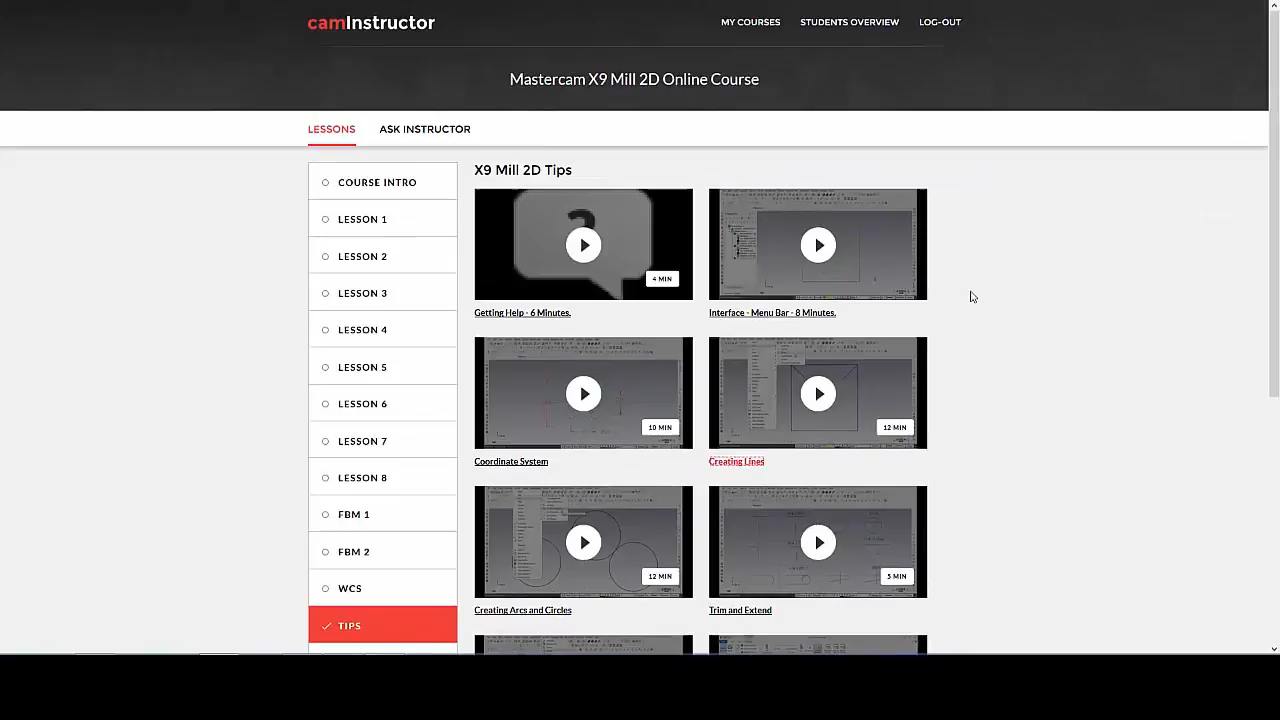 camInstructor
MY COURSES
STUDENTS OVERVIEW
LOG-OUT
Mastercam X9 Mill 2D Online Course
LESSONS
ASK INSTRUCTOR
COURSE INTRO
LESSON 1
LESSON 2
LESSON 3
LESSON 4
LESSON 5
LESSON 6
LESSON 7
LESSON 8
FBM 1
FBM 2
WCS
TIPS
X9 Mill 2D Tips
?
4 MIN
Getting Help - 6 Minutes.
Interface - Menu Bar - 8 Minutes.
10 MIN
Coordinate System
12 MIN
Creating Lines
12 MIN
Creating Arcs and Circles
5 MIN
Trim and Extend